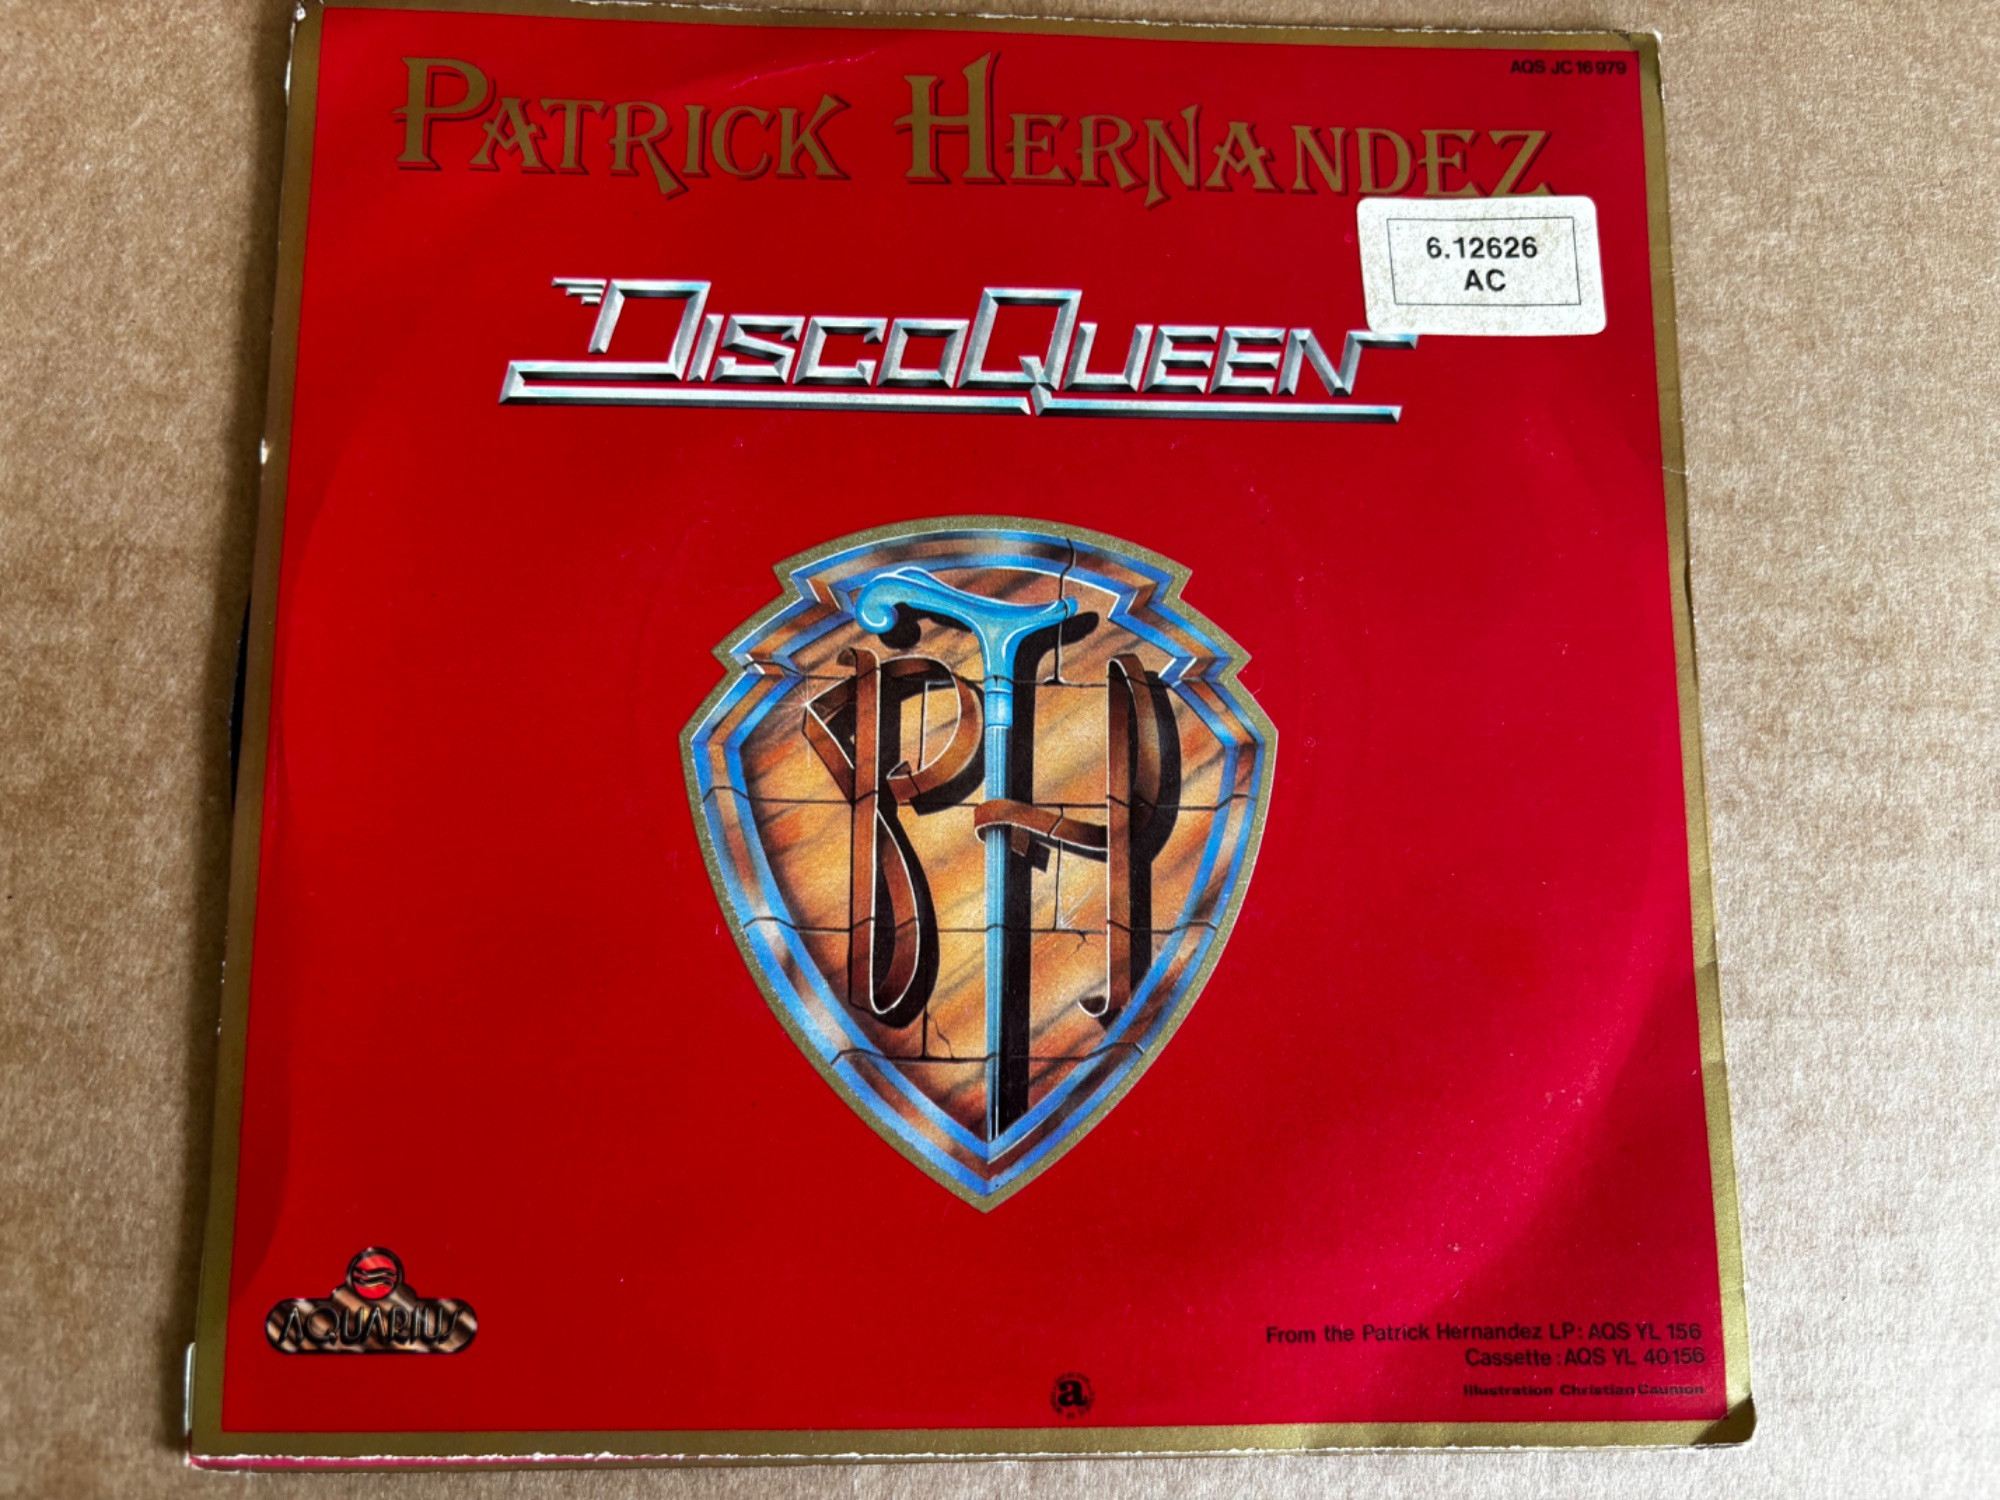 AQS JC 16 979
PATRICK HERNANDEZ
6.12626
AC
DISCOQUEEN
PH
AQUARIUS
From the Patrick Hernandez LP: AQS YL 156
Cassette: AQS YL 40156
Illustration Christian Caumon
a